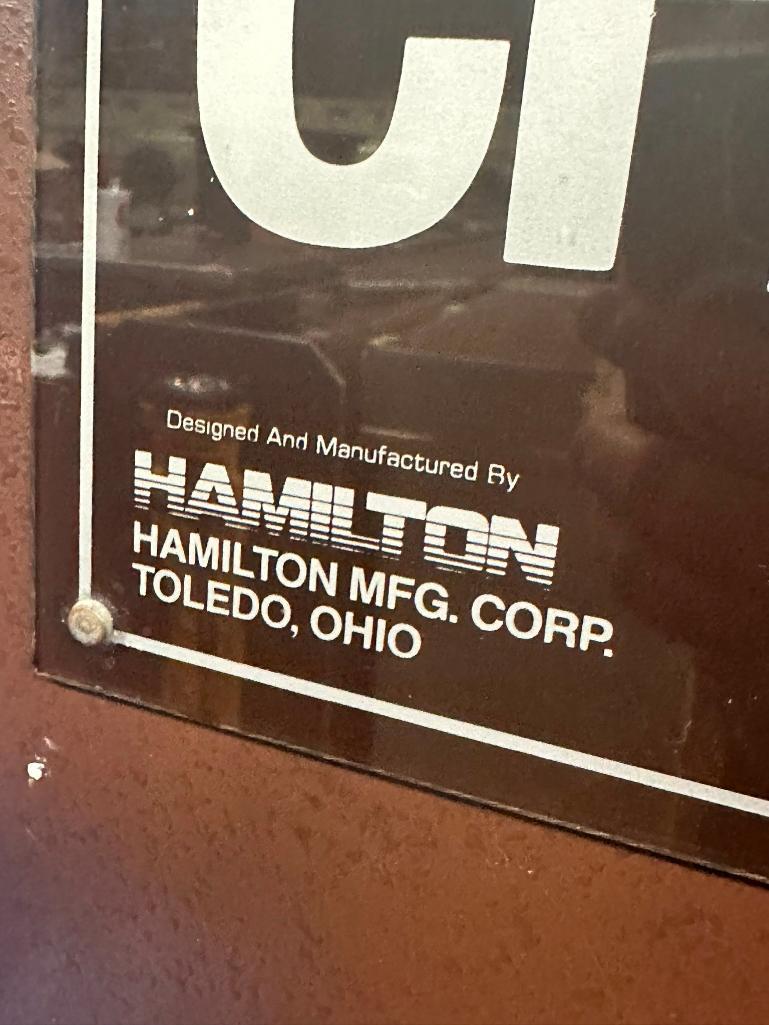 Designed And Manufactured By
HAMILTON
HAMILTON MFG. CORP.
TOLEDO, OHIO